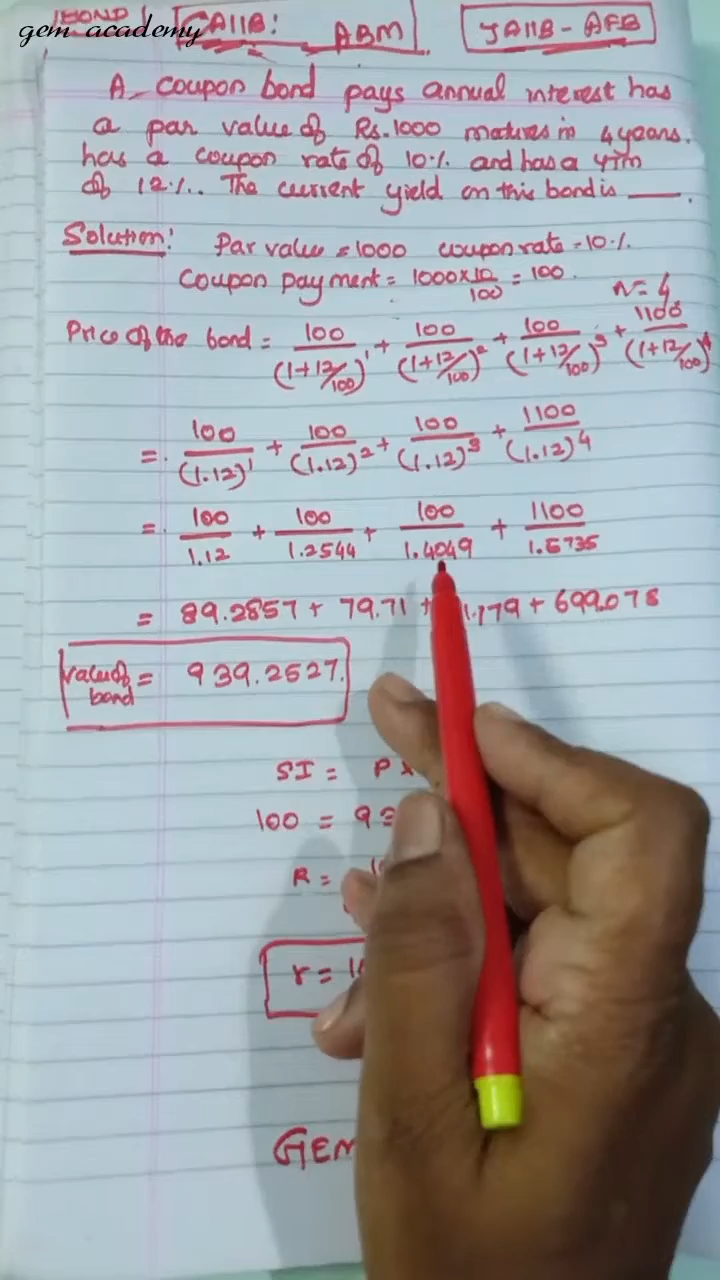 BOND
gem academy
CAIIB: ABM
JAIIB - AFB
A coupon bond pays annual interest has
a par value of Rs.1000 matures in 4 years.
has a coupon rate of 10%. and has a YTM
of 12%.. The current yield on this bond is ____.
Solution: Par value = 1000 coupon rate = 10%.
Coupon payment = 1000 × 10/100 = 100.
n = 4
Price of the bond = 100/(1+12/100)^1 + 100/(1+12/100)^2 + 100/(1+12/100)^3 + 1100/(1+12/100)^4
= 100/(1.12)^1 + 100/(1.12)^2 + 100/(1.12)^3 + 1100/(1.12)^4
= 100/1.12 + 100/1.2544 + 100/1.4049 + 1100/1.5735
= 89.2857 + 79.71 + 1.179 + 699.078
Value of bond = 939.2527.
SI = P ×
100 = 93
R = 1
r = 1
GEM